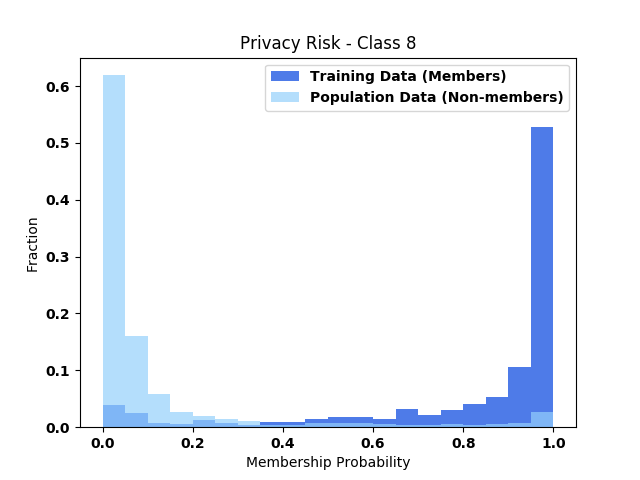 Privacy Risk - Class 8
Training Data (Members)
Population Data (Non-members)
Fraction
0.6
0.5
0.4
0.3
0.2
0.1
0.0
0.0 0.2 0.4 0.6 0.8 1.0
Membership Probability